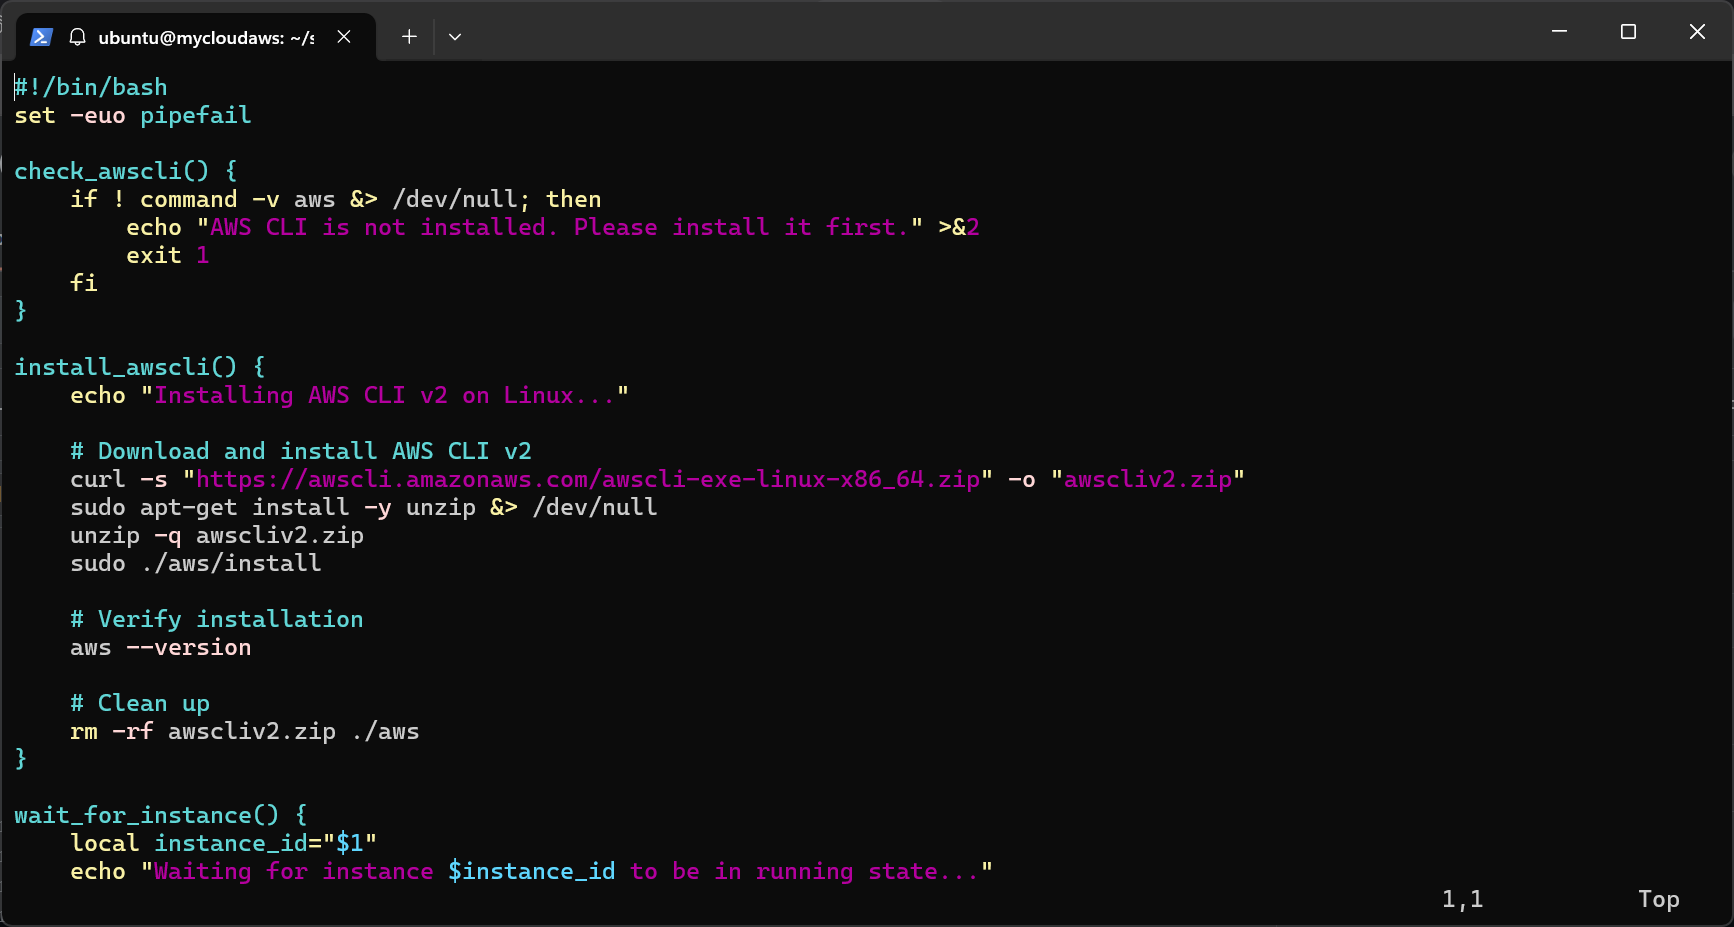 ubuntu@mycloudaws: ~/s
#!/bin/bash
set -euo pipefail

check_awscli() {
    if ! command -v aws &> /dev/null; then
        echo "AWS CLI is not installed. Please install it first." >&2
        exit 1
    fi
}

install_awscli() {
    echo "Installing AWS CLI v2 on Linux..."

    # Download and install AWS CLI v2
    curl -s "https://awscli.amazonaws.com/awscli-exe-linux-x86_64.zip" -o "awscliv2.zip"
    sudo apt-get install -y unzip &> /dev/null
    unzip -q awscliv2.zip
    sudo ./aws/install

    # Verify installation
    aws --version

    # Clean up
    rm -rf awscliv2.zip ./aws
}

wait_for_instance() {
    local instance_id="$1"
    echo "Waiting for instance $instance_id to be in running state..."
1,1 Top